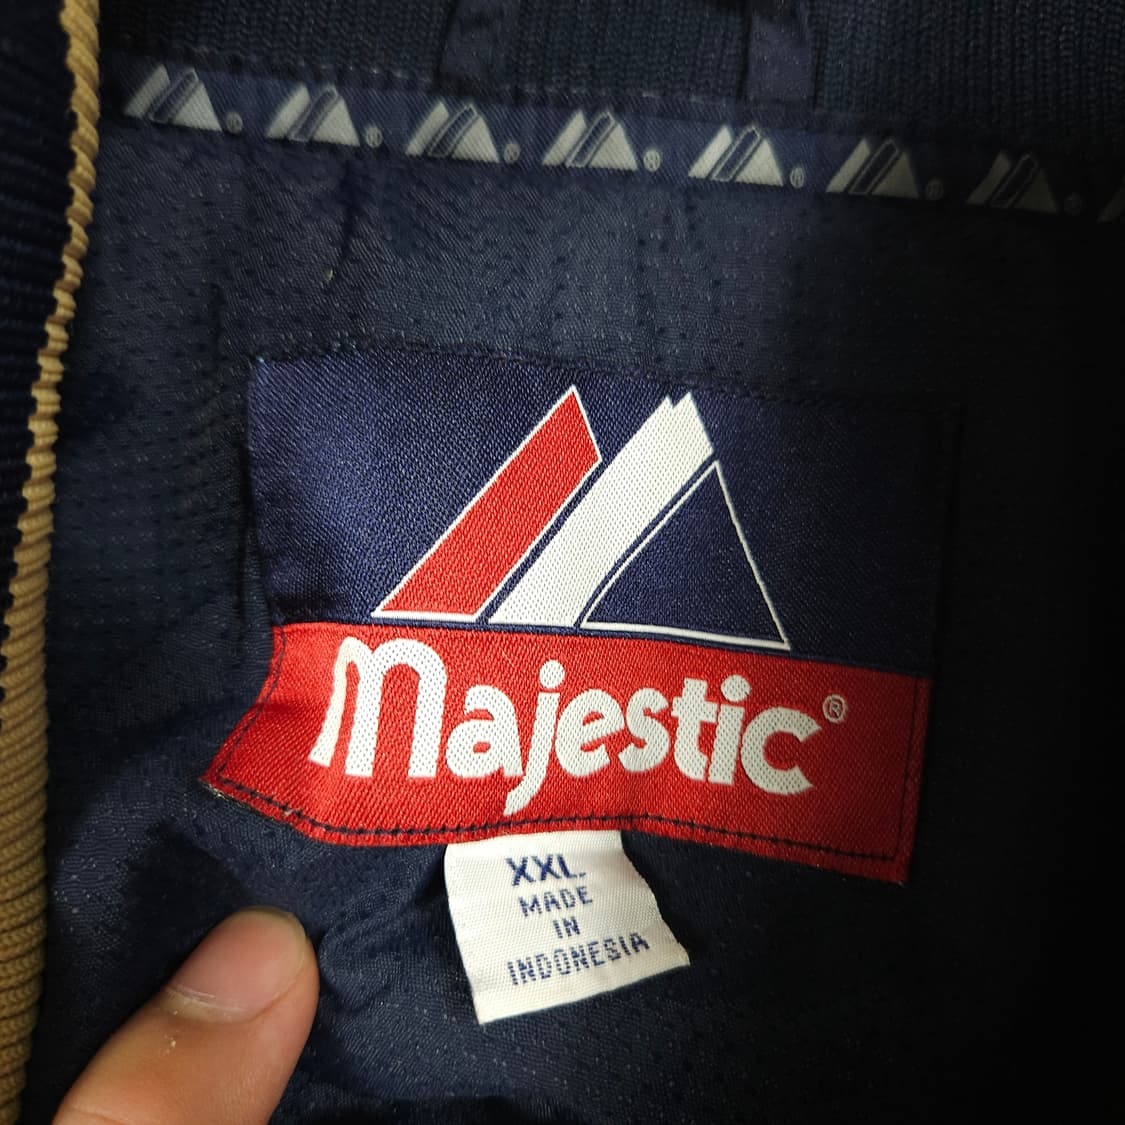 ® ® ® ® ® ® ®
Majestic®
XXL
MADE
IN
INDONESIA